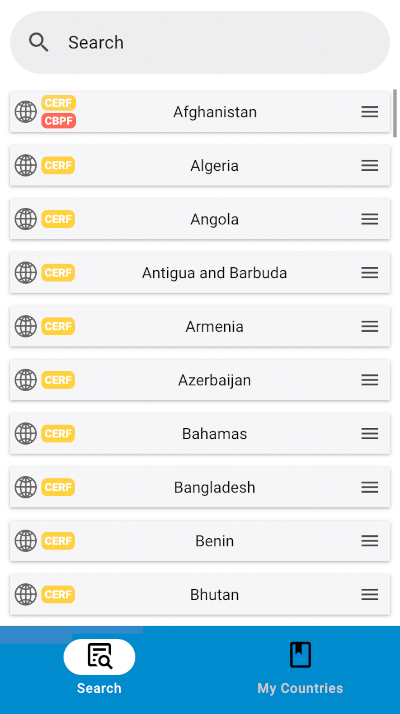 Search
CERF
CBPF
Afghanistan
CERF
Algeria
CERF
Angola
CERF
Antigua and Barbuda
CERF
Armenia
CERF
Azerbaijan
CERF
Bahamas
CERF
Bangladesh
CERF
Benin
CERF
Bhutan
Search
My Countries